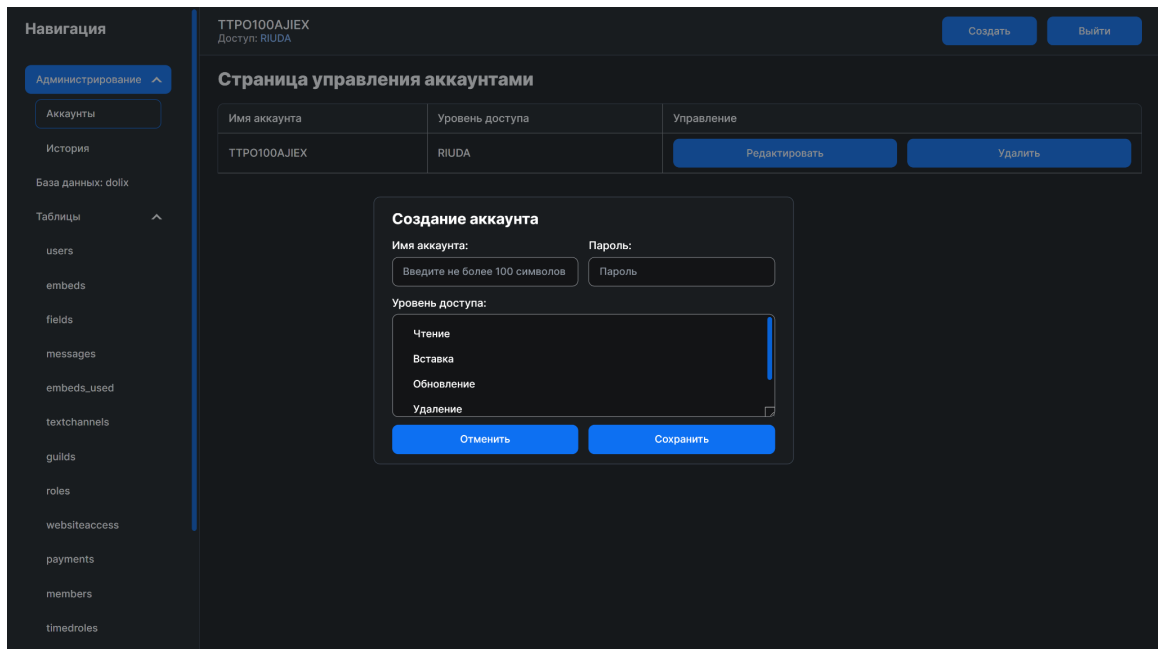 Навигация
Администрирование
Аккаунты
История
База данных: dolix
Таблицы
users
embeds
fields
messages
embeds_used
textchannels
guilds
roles
websiteaccess
payments
members
timedroles
TTPO100AJIEX
Доступ: RIUDA
Создать
Выйти
Страница управления аккаунтами
Имя аккаунта Уровень доступа Управление
TTPO100AJIEX RIUDA Редактировать Удалить
Создание аккаунта
Имя аккаунта: Пароль:
Введите не более 100 символов Пароль
Уровень доступа:
Чтение
Вставка
Обновление
Удаление
Отменить Сохранить